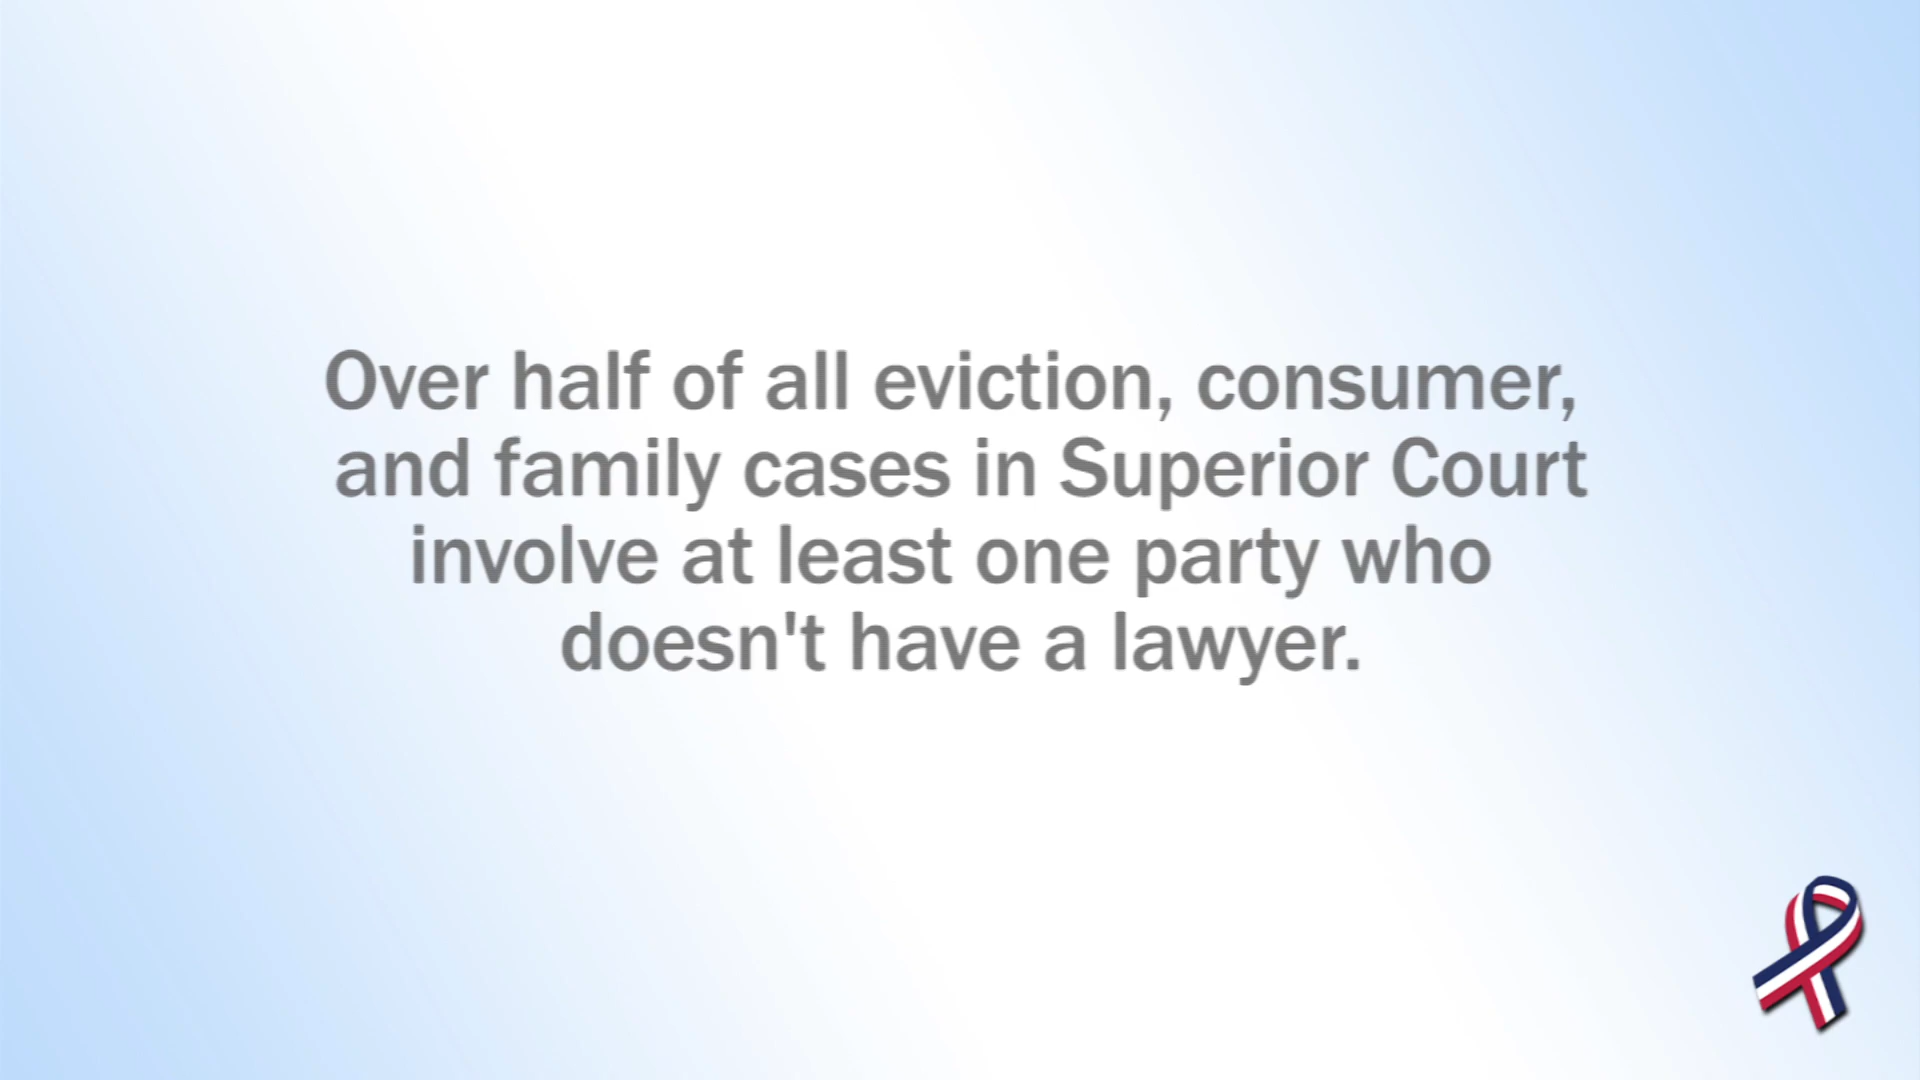 Over half of all eviction, consumer,
and family cases in Superior Court
involve at least one party who
doesn't have a lawyer.